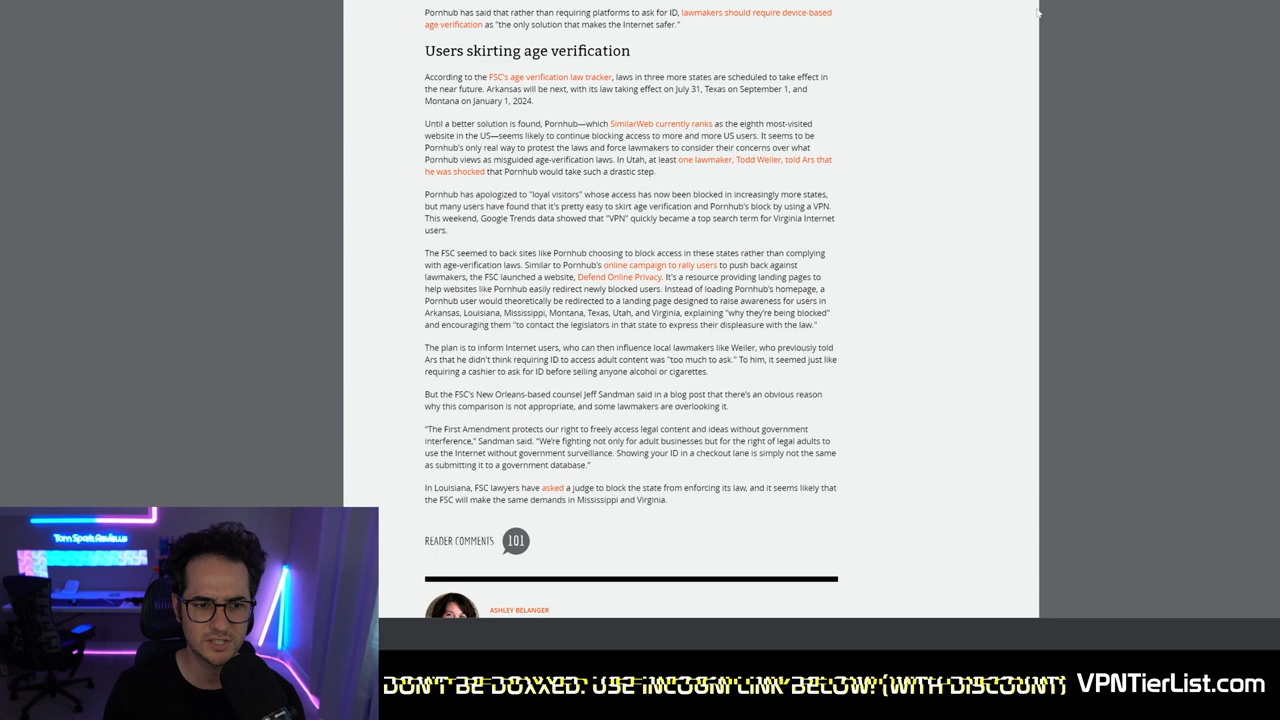 Pornhub has said that rather than requiring platforms to ask for ID, lawmakers should require device-based
age verification as "the only solution that makes the Internet safer."
Users skirting age verification
According to the FSC's age verification law tracker, laws in three more states are scheduled to take effect in
the near future. Arkansas will be next, with its law taking effect on July 31, Texas on September 1, and
Montana on January 1, 2024.
Until a better solution is found, Pornhub—which SimilarWeb currently ranks as the eighth most-visited
website in the US—seems likely to continue blocking access to more and more US users. It seems to be
Pornhub's only real way to protest the laws and force lawmakers to consider their concerns over what
Pornhub views as misguided age-verification laws. In Utah, at least one lawmaker, Todd Weiler, told Ars that
he was shocked that Pornhub would take such a drastic step.
Pornhub has apologized to "loyal visitors" whose access has now been blocked in increasingly more states,
but many users have found that it's pretty easy to skirt age verification and Pornhub's block by using a VPN.
This weekend, Google Trends data showed that "VPN" quickly became a top search term for Virginia Internet
users.
The FSC seemed to back sites like Pornhub choosing to block access in these states rather than complying
with age-verification laws. Similar to Pornhub's online campaign to rally users to push back against
lawmakers, the FSC launched a website, Defend Online Privacy. It's a resource providing landing pages to
help websites like Pornhub easily redirect newly blocked users. Instead of loading Pornhub's homepage, a
Pornhub user would theoretically be redirected to a landing page designed to raise awareness for users in
Arkansas, Louisiana, Mississippi, Montana, Texas, Utah, and Virginia, explaining "why they're being blocked"
and encouraging them "to contact the legislators in that state to express their displeasure with the law."
The plan is to inform Internet users, who can then influence local lawmakers like Weiler, who previously told
Ars that he didn't think requiring ID to access adult content was "too much to ask." To him, it seemed just like
requiring a cashier to ask for ID before selling anyone alcohol or cigarettes.
But the FSC's New Orleans-based counsel Jeff Sandman said in a blog post that there's an obvious reason
why this comparison is not appropriate, and some lawmakers are overlooking it.
“The First Amendment protects our right to freely access legal content and ideas without government
interference,” Sandman said. “We're fighting not only for adult businesses but for the right of legal adults to
use the Internet without government surveillance. Showing your ID in a checkout lane is simply not the same
as submitting it to a government database.”
In Louisiana, FSC lawyers have asked a judge to block the state from enforcing its law, and it seems likely that
the FSC will make the same demands in Mississippi and Virginia.
READER COMMENTS 101
ASHLEY BELANGER
Tom Spark Reviews
DON'T BE DOXXED. USE INCOGNI LINK BELOW! (WITH DISCOUNT)
VPNTierList.com